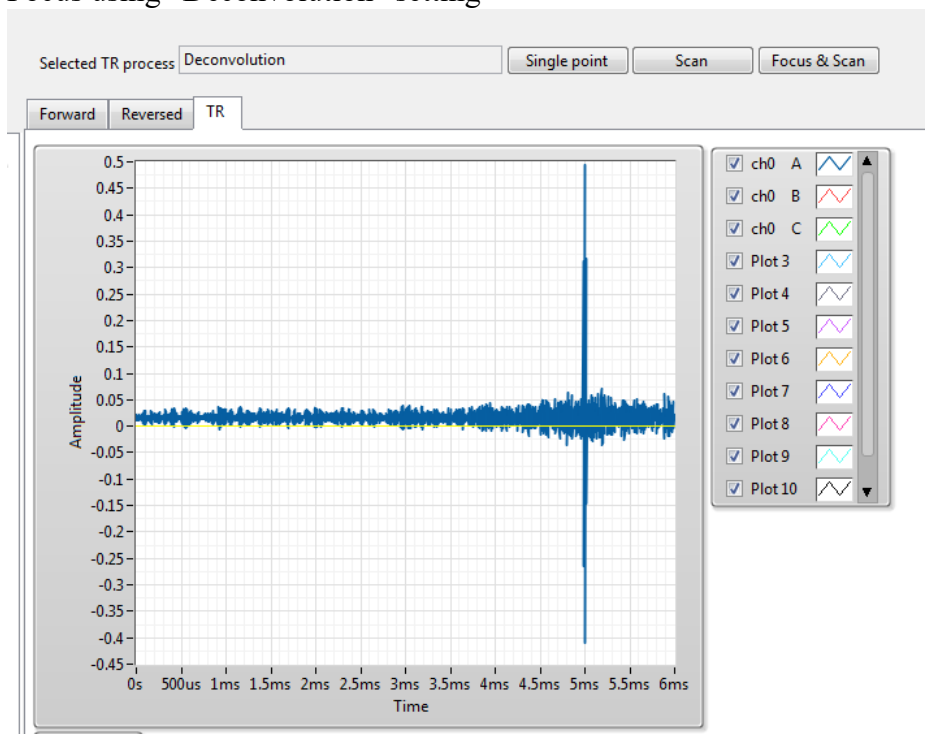 Focus using "Deconvolution" setting
Selected TR process Deconvolution Single point Scan Focus & Scan
Forward Reversed TR
0.5
0.45
0.4
0.35
0.3
0.25
0.2
0.15
0.1
0.05
0
-0.05
-0.1
-0.15
-0.2
-0.25
-0.3
-0.35
-0.4
-0.45
Amplitude
0s 500us 1ms 1.5ms 2ms 2.5ms 3ms 3.5ms 4ms 4.5ms 5ms 5.5ms 6ms
Time
ch0 A
ch0 B
ch0 C
Plot 3
Plot 4
Plot 5
Plot 6
Plot 7
Plot 8
Plot 9
Plot 10